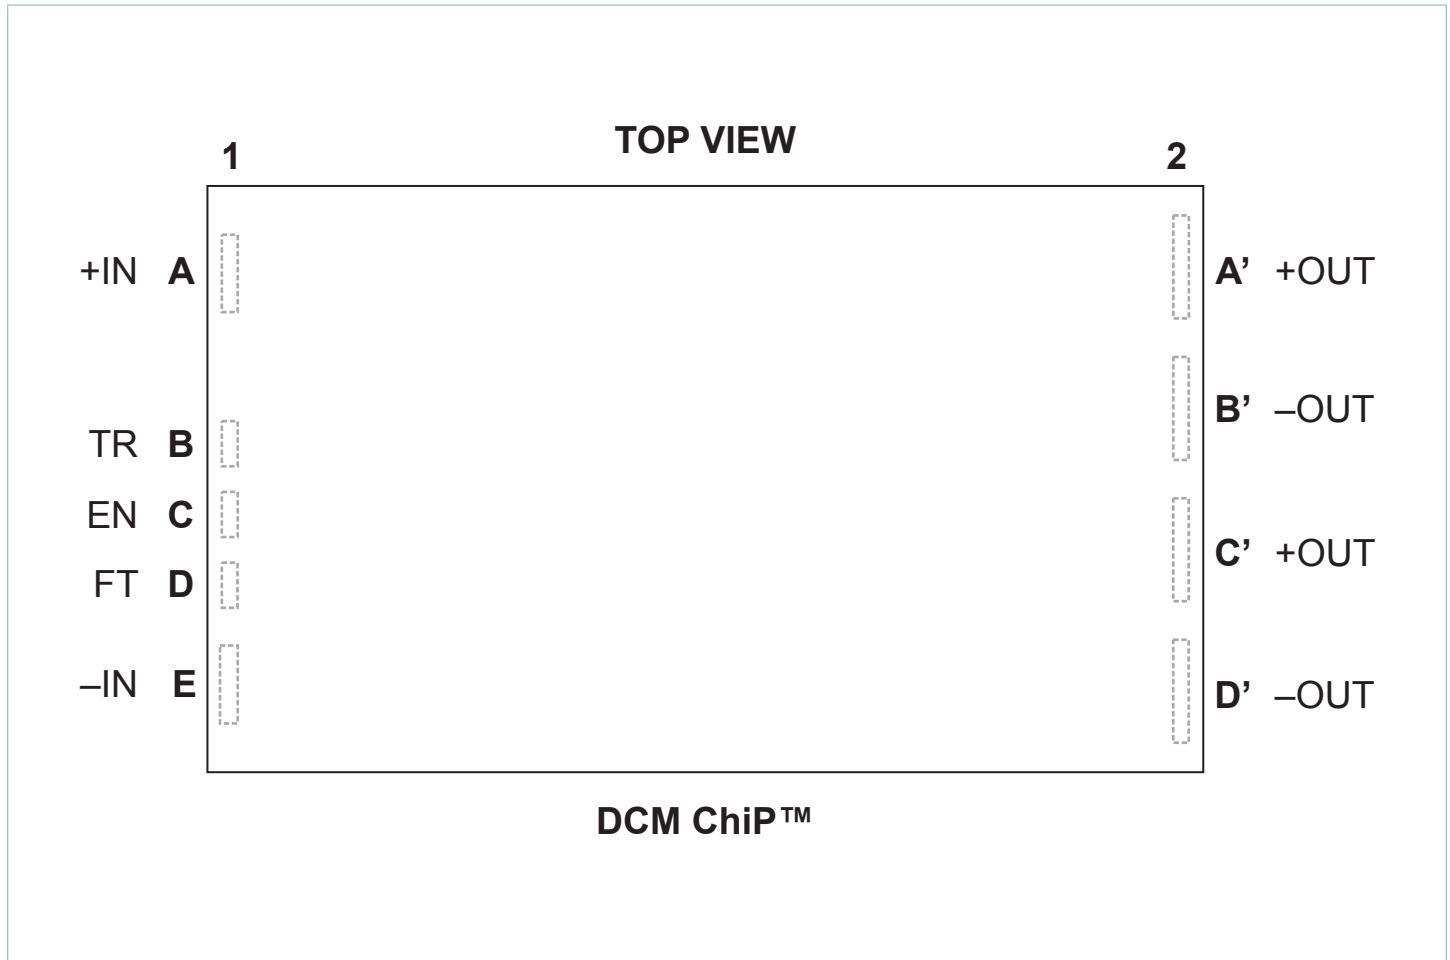 TOP VIEW
1 2
+IN A A’ +OUT
B’ –OUT
TR B
EN C
C’ +OUT
FT D
–IN E
D’ –OUT
DCM ChiP™